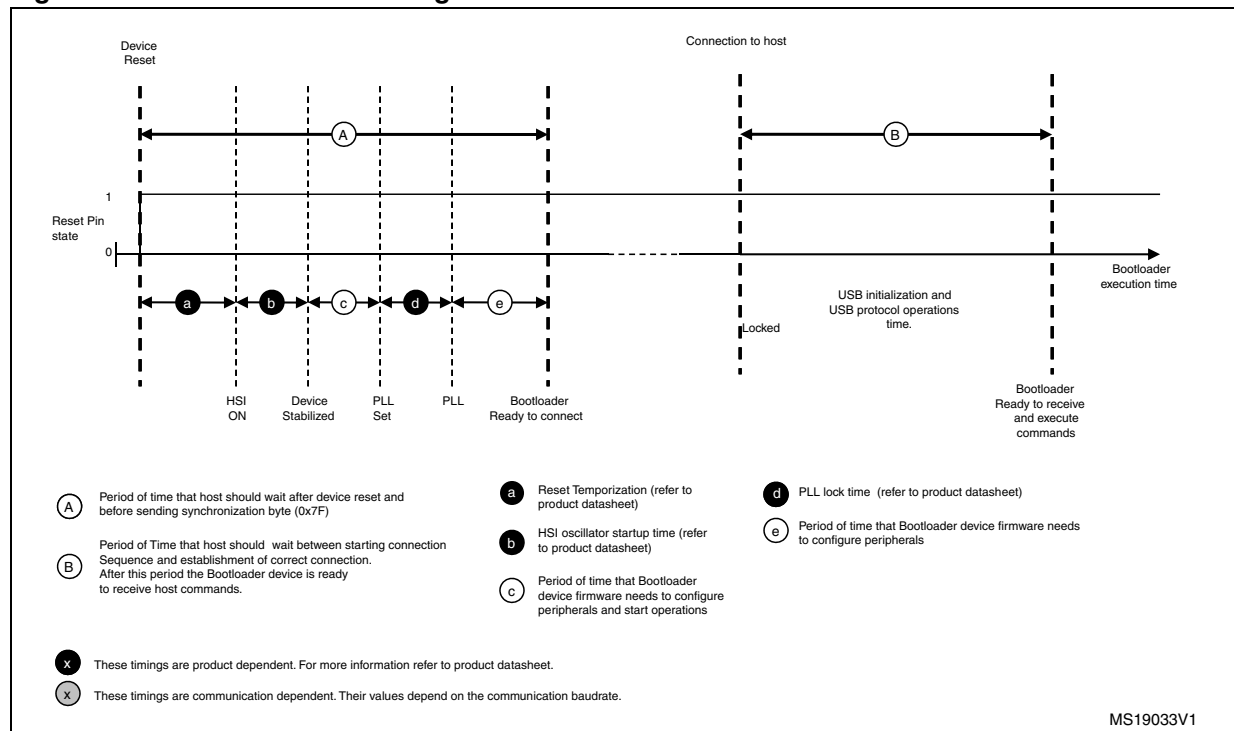 Device
Reset
Connection to host
A
B
1
Reset Pin
state
0
Bootloader
execution time
a
b
c
d
e
USB initialization and
USB protocol operations
time.
Locked
HSI
ON
Device
Stabilized
PLL
Set
PLL
Bootloader
Ready to connect
Bootloader
Ready to receive
and execute
commands
A
Period of time that host should wait after device reset and
before sending synchronization byte (0x7F)
B
Period of Time that host should wait between starting connection
Sequence and establishment of correct connection.
After this period the Bootloader device is ready
to receive host commands.
a
Reset Temporization (refer to
product datasheet)
b
HSI oscillator startup time (refer
to product datasheet)
c
Period of time that Bootloader
device firmware needs to configure
peripherals and start operations
d
PLL lock time (refer to product datasheet)
e
Period of time that Bootloader device firmware needs
to configure peripherals
x
These timings are product dependent. For more information refer to product datasheet.
x
These timings are communication dependent. Their values depend on the communication baudrate.
MS19033V1